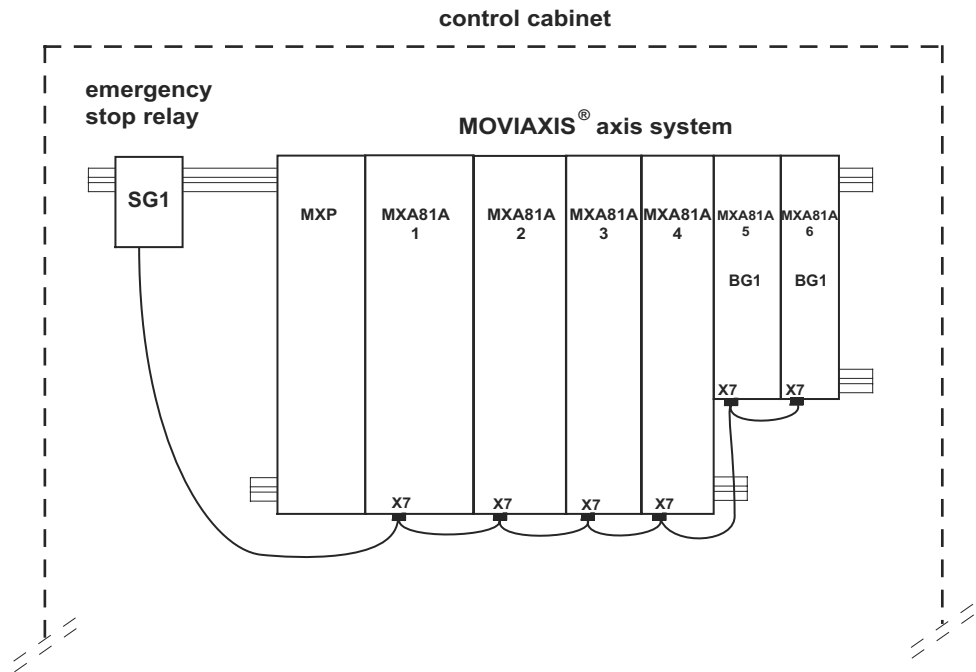 control cabinet
emergency
stop relay
MOVIAXIS® axis system
SG1
MXP
MXA81A
1
MXA81A
2
MXA81A
3
MXA81A
4
MXA81A
5
BG1
MXA81A
6
BG1
X7
X7
X7
X7
X7
X7